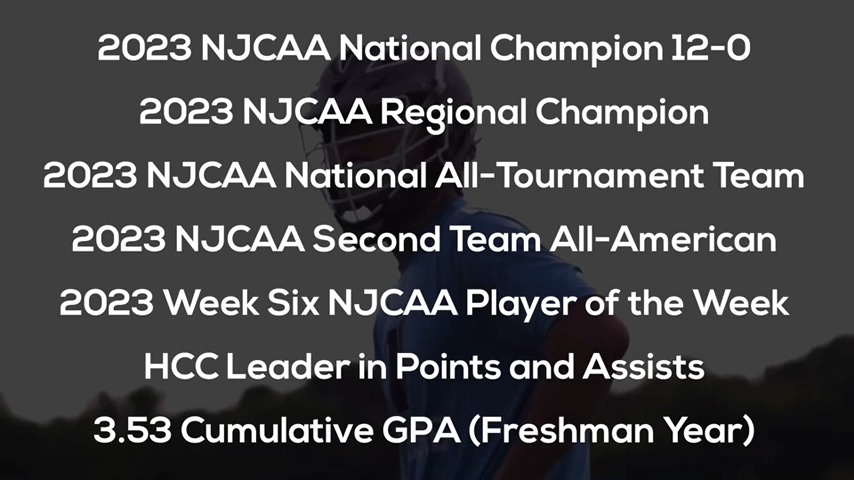 2023 NJCAA National Champion 12-0
2023 NJCAA Regional Champion
2023 NJCAA National All-Tournament Team
2023 NJCAA Second Team All-American
2023 Week Six NJCAA Player of the Week
HCC Leader in Points and Assists
3.53 Cumulative GPA (Freshman Year)